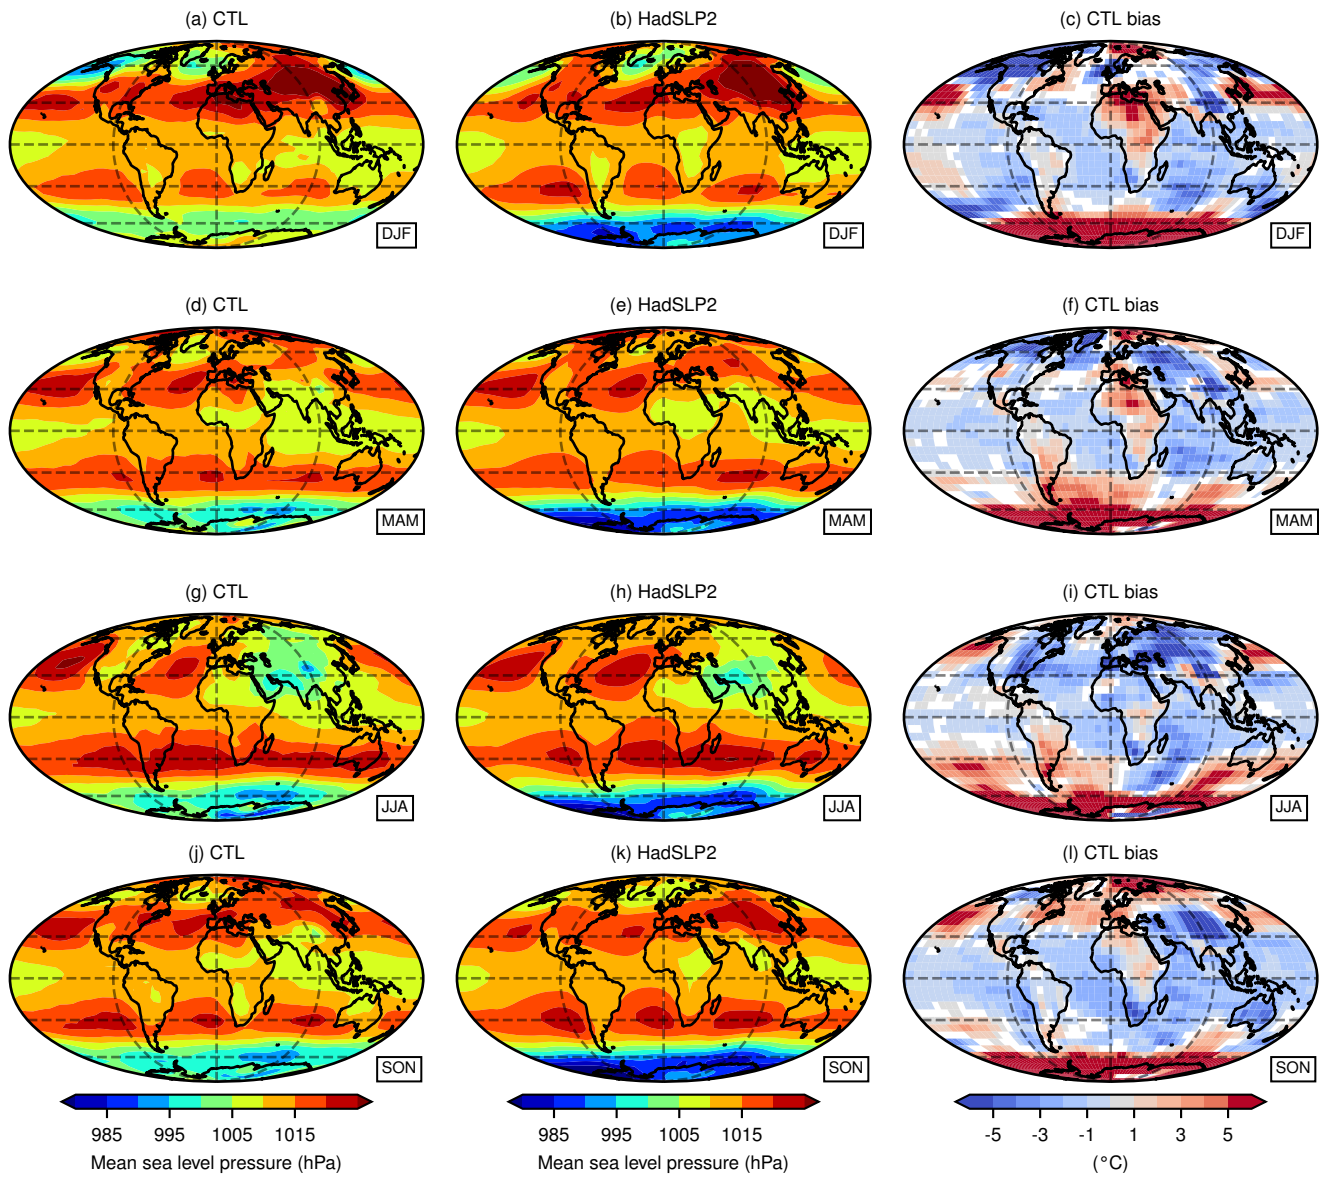 (a) CTL
(b) HadSLP2
(c) CTL bias
DJF
DJF
DJF
(d) CTL
(e) HadSLP2
(f) CTL bias
MAM
MAM
MAM
(g) CTL
(h) HadSLP2
(i) CTL bias
JJA
JJA
JJA
(j) CTL
(k) HadSLP2
(l) CTL bias
SON
SON
SON
985 995 1005 1015
985 995 1005 1015
-5 -3 -1 1 3 5
Mean sea level pressure (hPa)
Mean sea level pressure (hPa)
(°C)